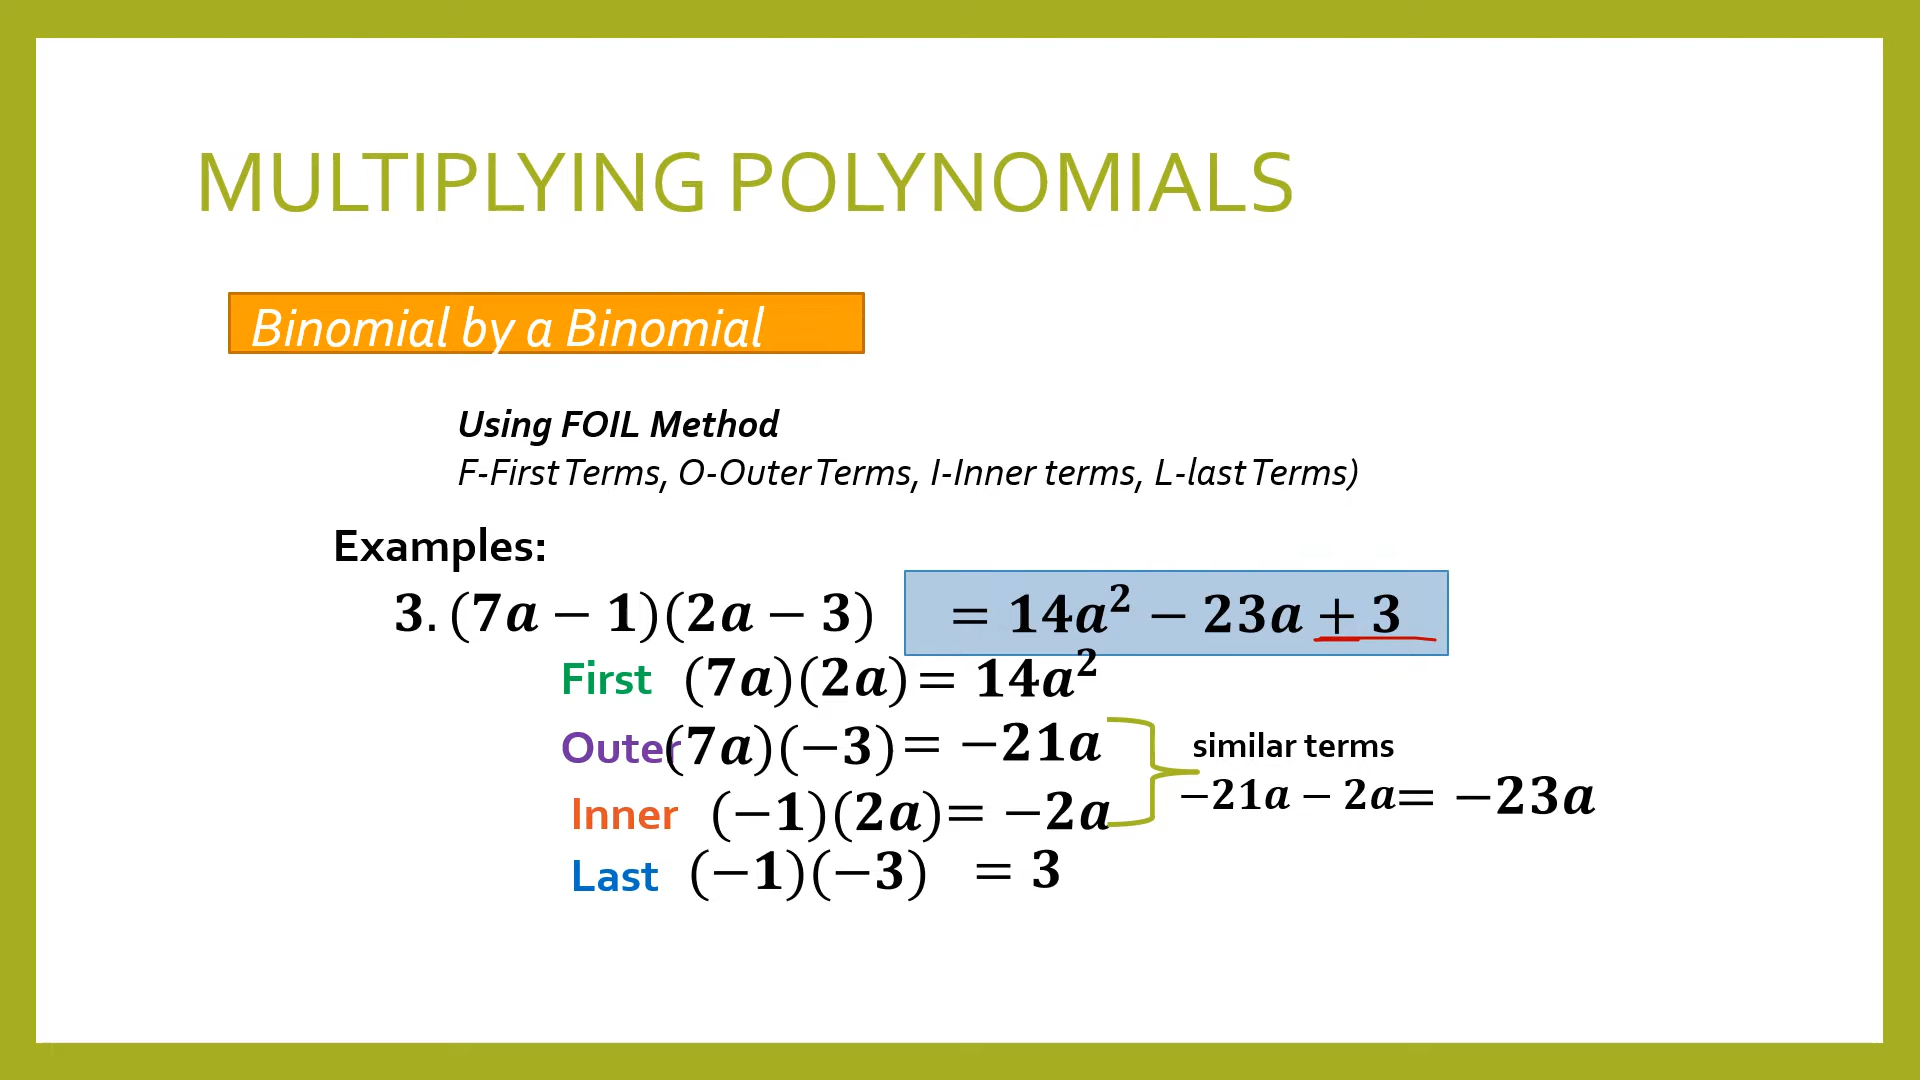 MULTIPLYING POLYNOMIALS
Binomial by a Binomial
Using FOIL Method
F-First Terms, O-Outer Terms, I-Inner terms, L-last Terms)
Examples:
3. (7a − 1)(2a − 3) = 14a² − 23a + 3
First (7a)(2a) = 14a²
Outer (7a)(−3) = −21a
similar terms
−21a − 2a = −23a
Inner (−1)(2a) = −2a
Last (−1)(−3) = 3